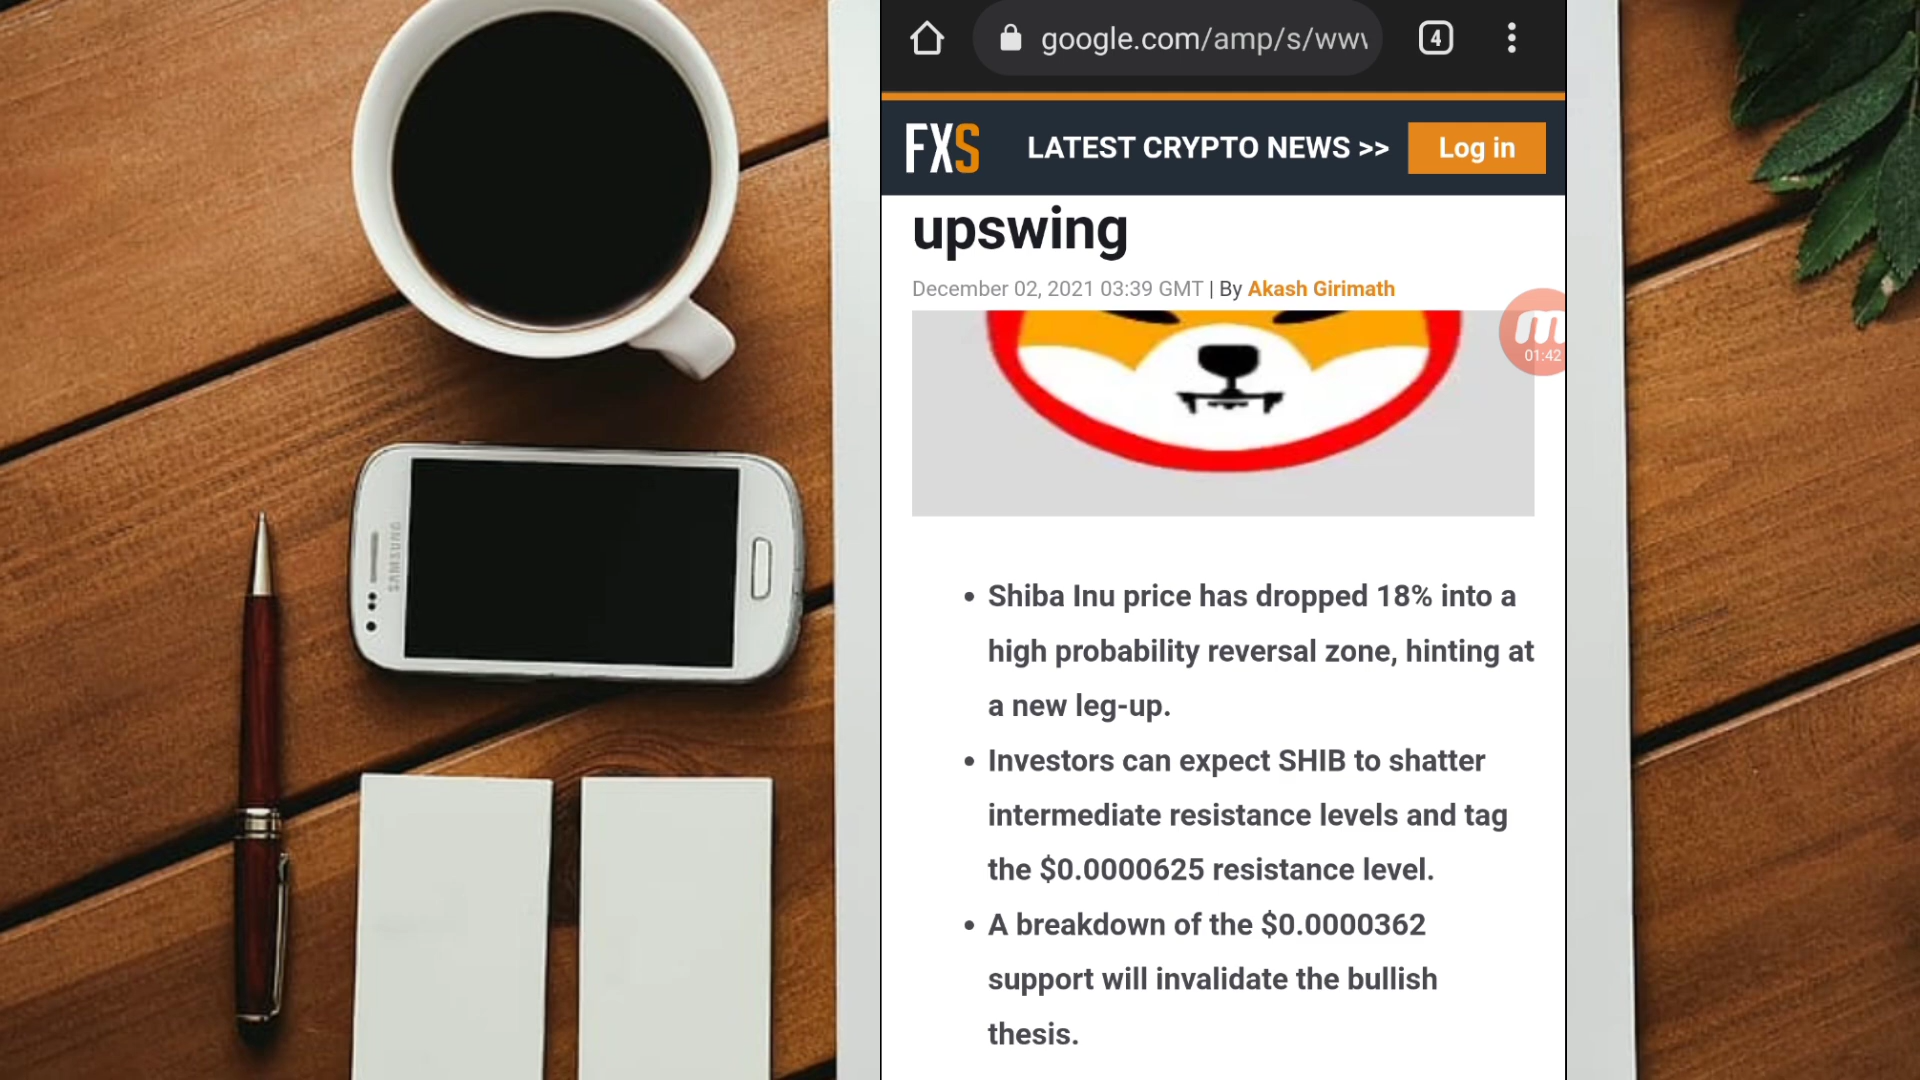 google.com/amp/s/www
4
FXS
LATEST CRYPTO NEWS >>
Log in
upswing
December 02, 2021 03:39 GMT | By Akash Girimath
01:42
SAMSUNG
Shiba Inu price has dropped 18% into a
high probability reversal zone, hinting at
a new leg-up.
Investors can expect SHIB to shatter
intermediate resistance levels and tag
the $0.0000625 resistance level.
A breakdown of the $0.0000362
support will invalidate the bullish
thesis.